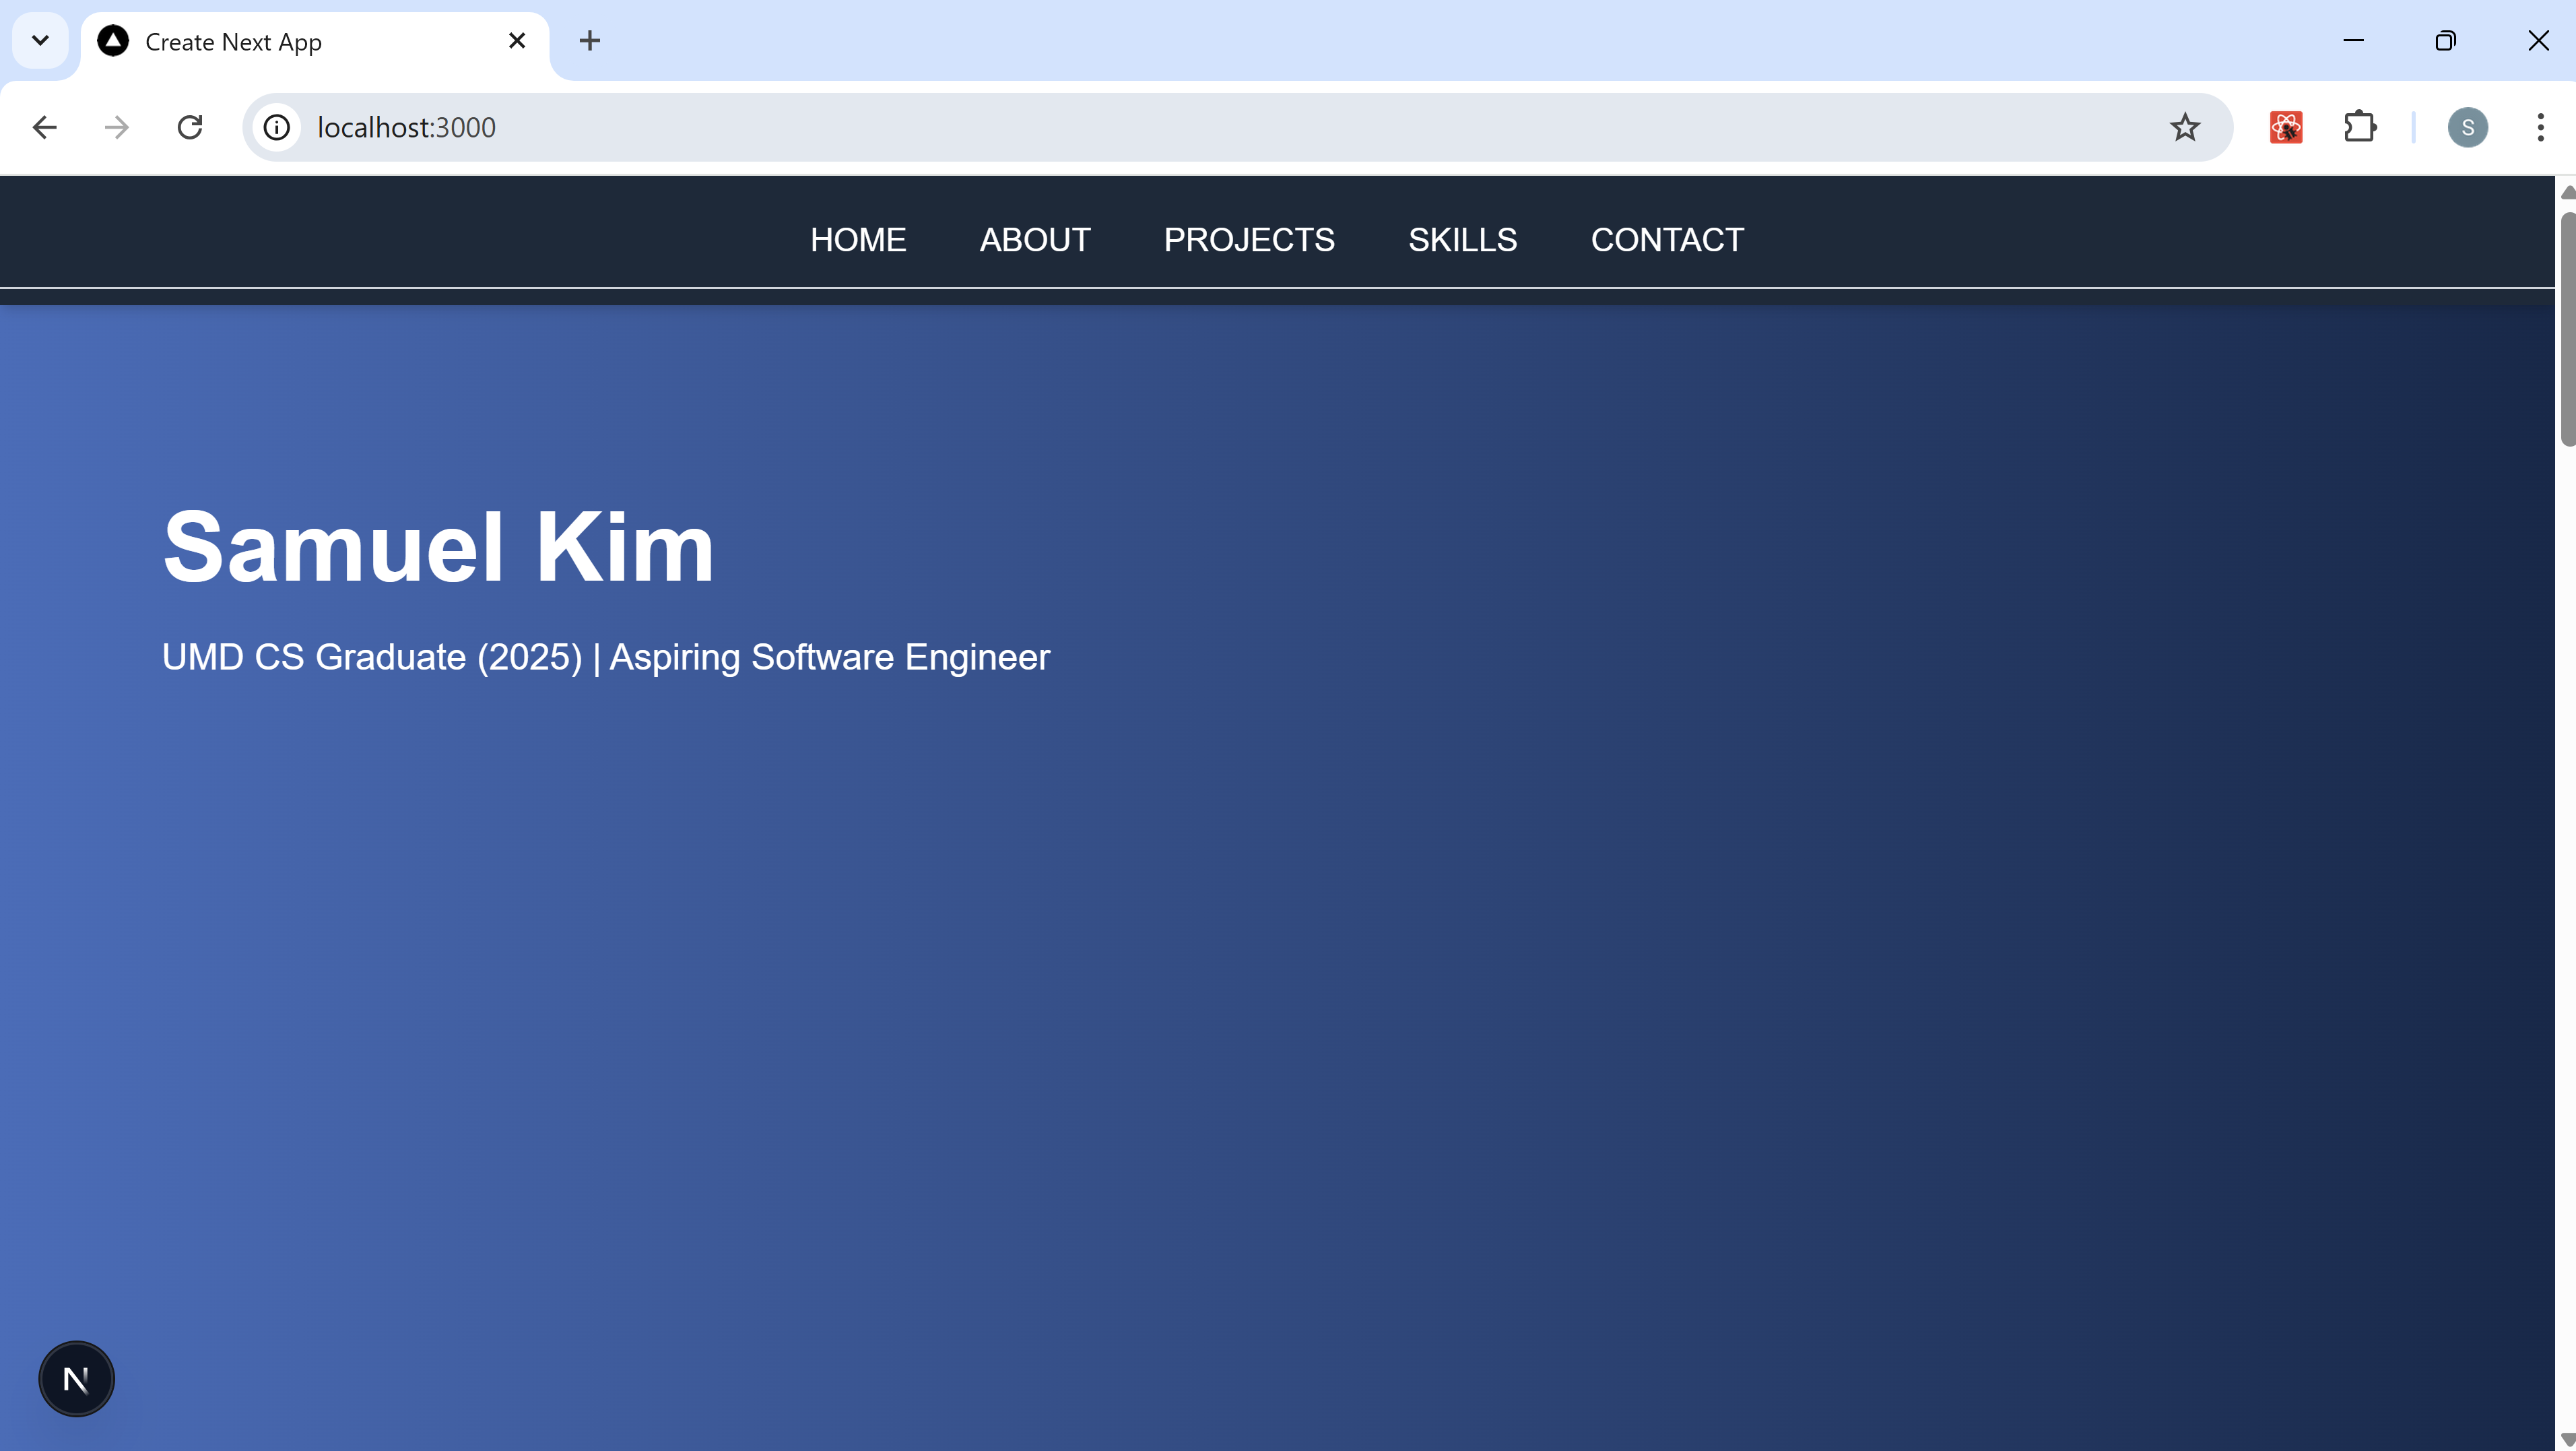 Create Next App
localhost:3000
S
HOME ABOUT PROJECTS SKILLS CONTACT
Samuel Kim
UMD CS Graduate (2025) | Aspiring Software Engineer
N